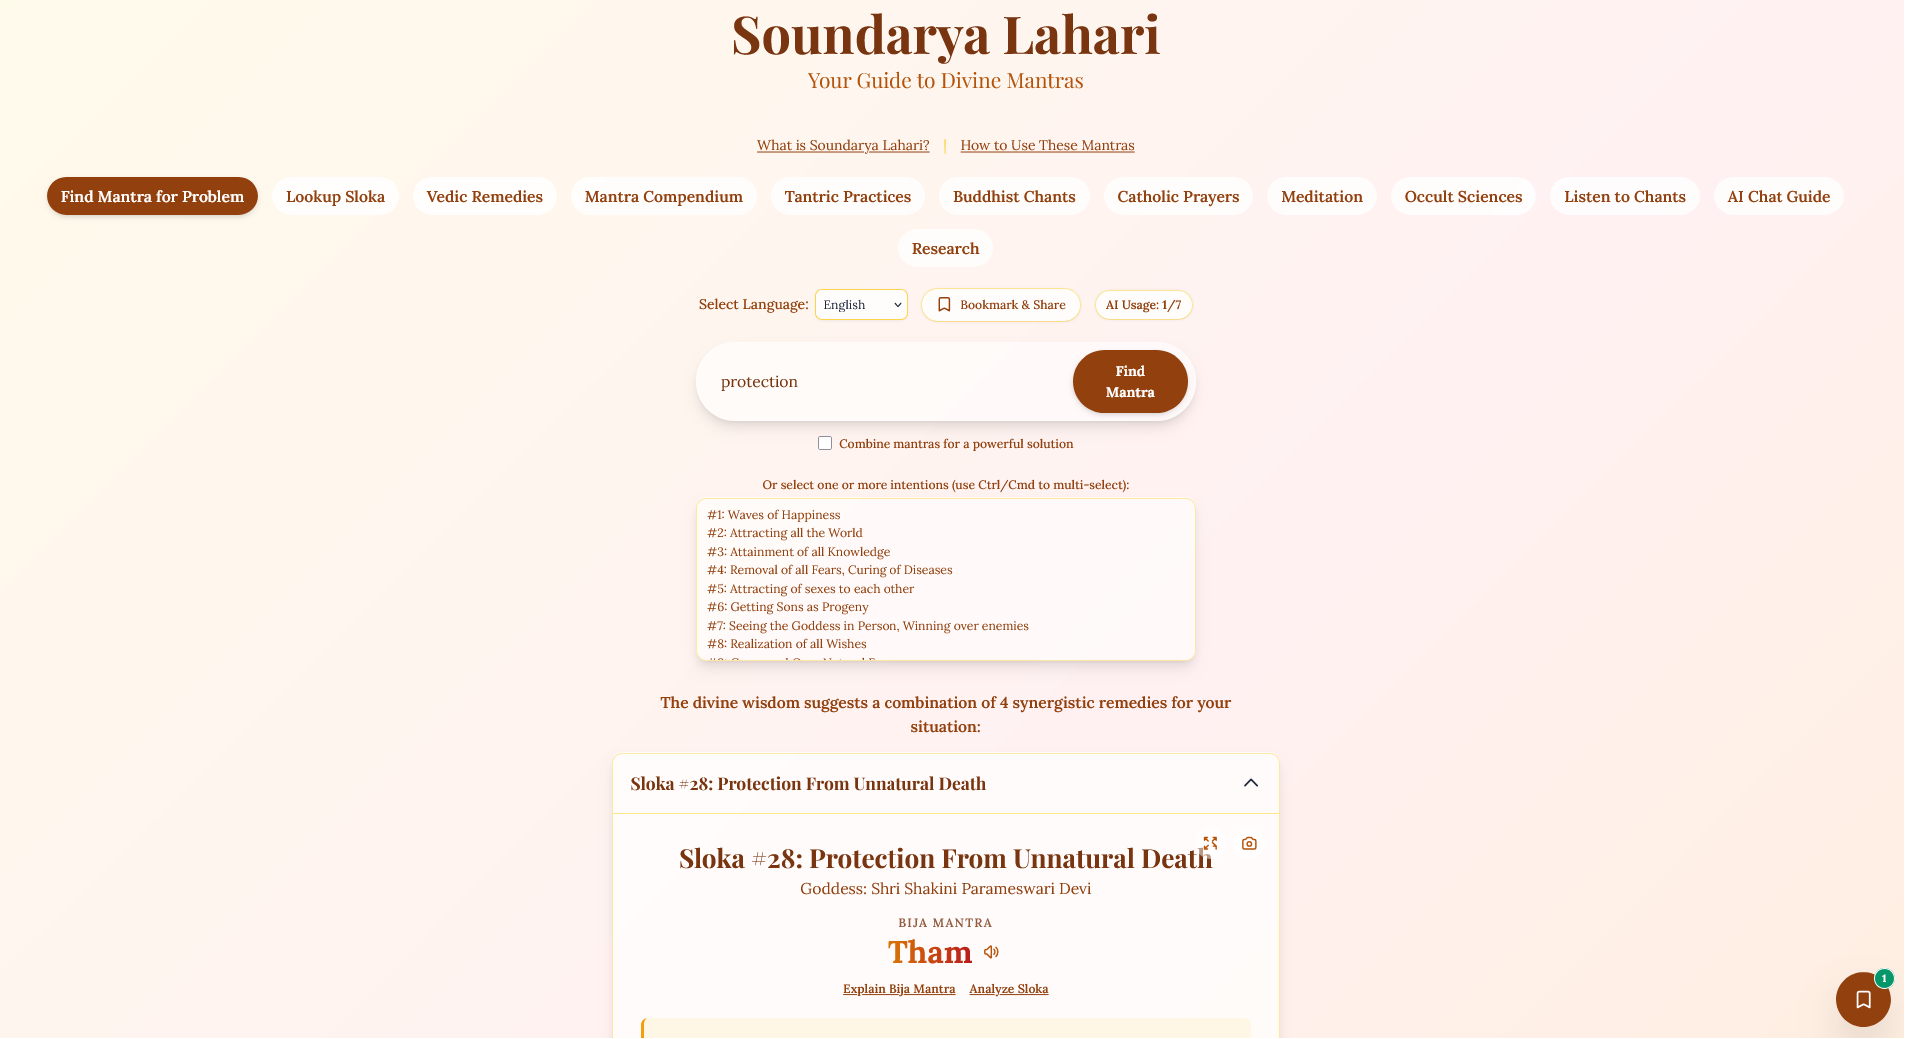 Soundarya Lahari
Your Guide to Divine Mantras
What is Soundarya Lahari? | How to Use These Mantras
Find Mantra for Problem Lookup Sloka Vedic Remedies Mantra Compendium Tantric Practices Buddhist Chants Catholic Prayers Meditation Occult Sciences Listen to Chants AI Chat Guide
Research
Select Language: English Bookmark & Share AI Usage: 1/7
protection
Find
Mantra
Combine mantras for a powerful solution
Or select one or more intentions (use Ctrl/Cmd to multi-select):
#1: Waves of Happiness
#2: Attracting all the World
#3: Attainment of all Knowledge
#4: Removal of all Fears, Curing of Diseases
#5: Attracting of sexes to each other
#6: Getting Sons as Progeny
#7: Seeing the Goddess in Person, Winning over enemies
#8: Realization of all Wishes
The divine wisdom suggests a combination of 4 synergistic remedies for your
situation:
Sloka #28: Protection From Unnatural Death
Sloka #28: Protection From Unnatural Death
Goddess: Shri Shakini Parameswari Devi
BIJA MANTRA
Tham
Explain Bija Mantra Analyze Sloka
1